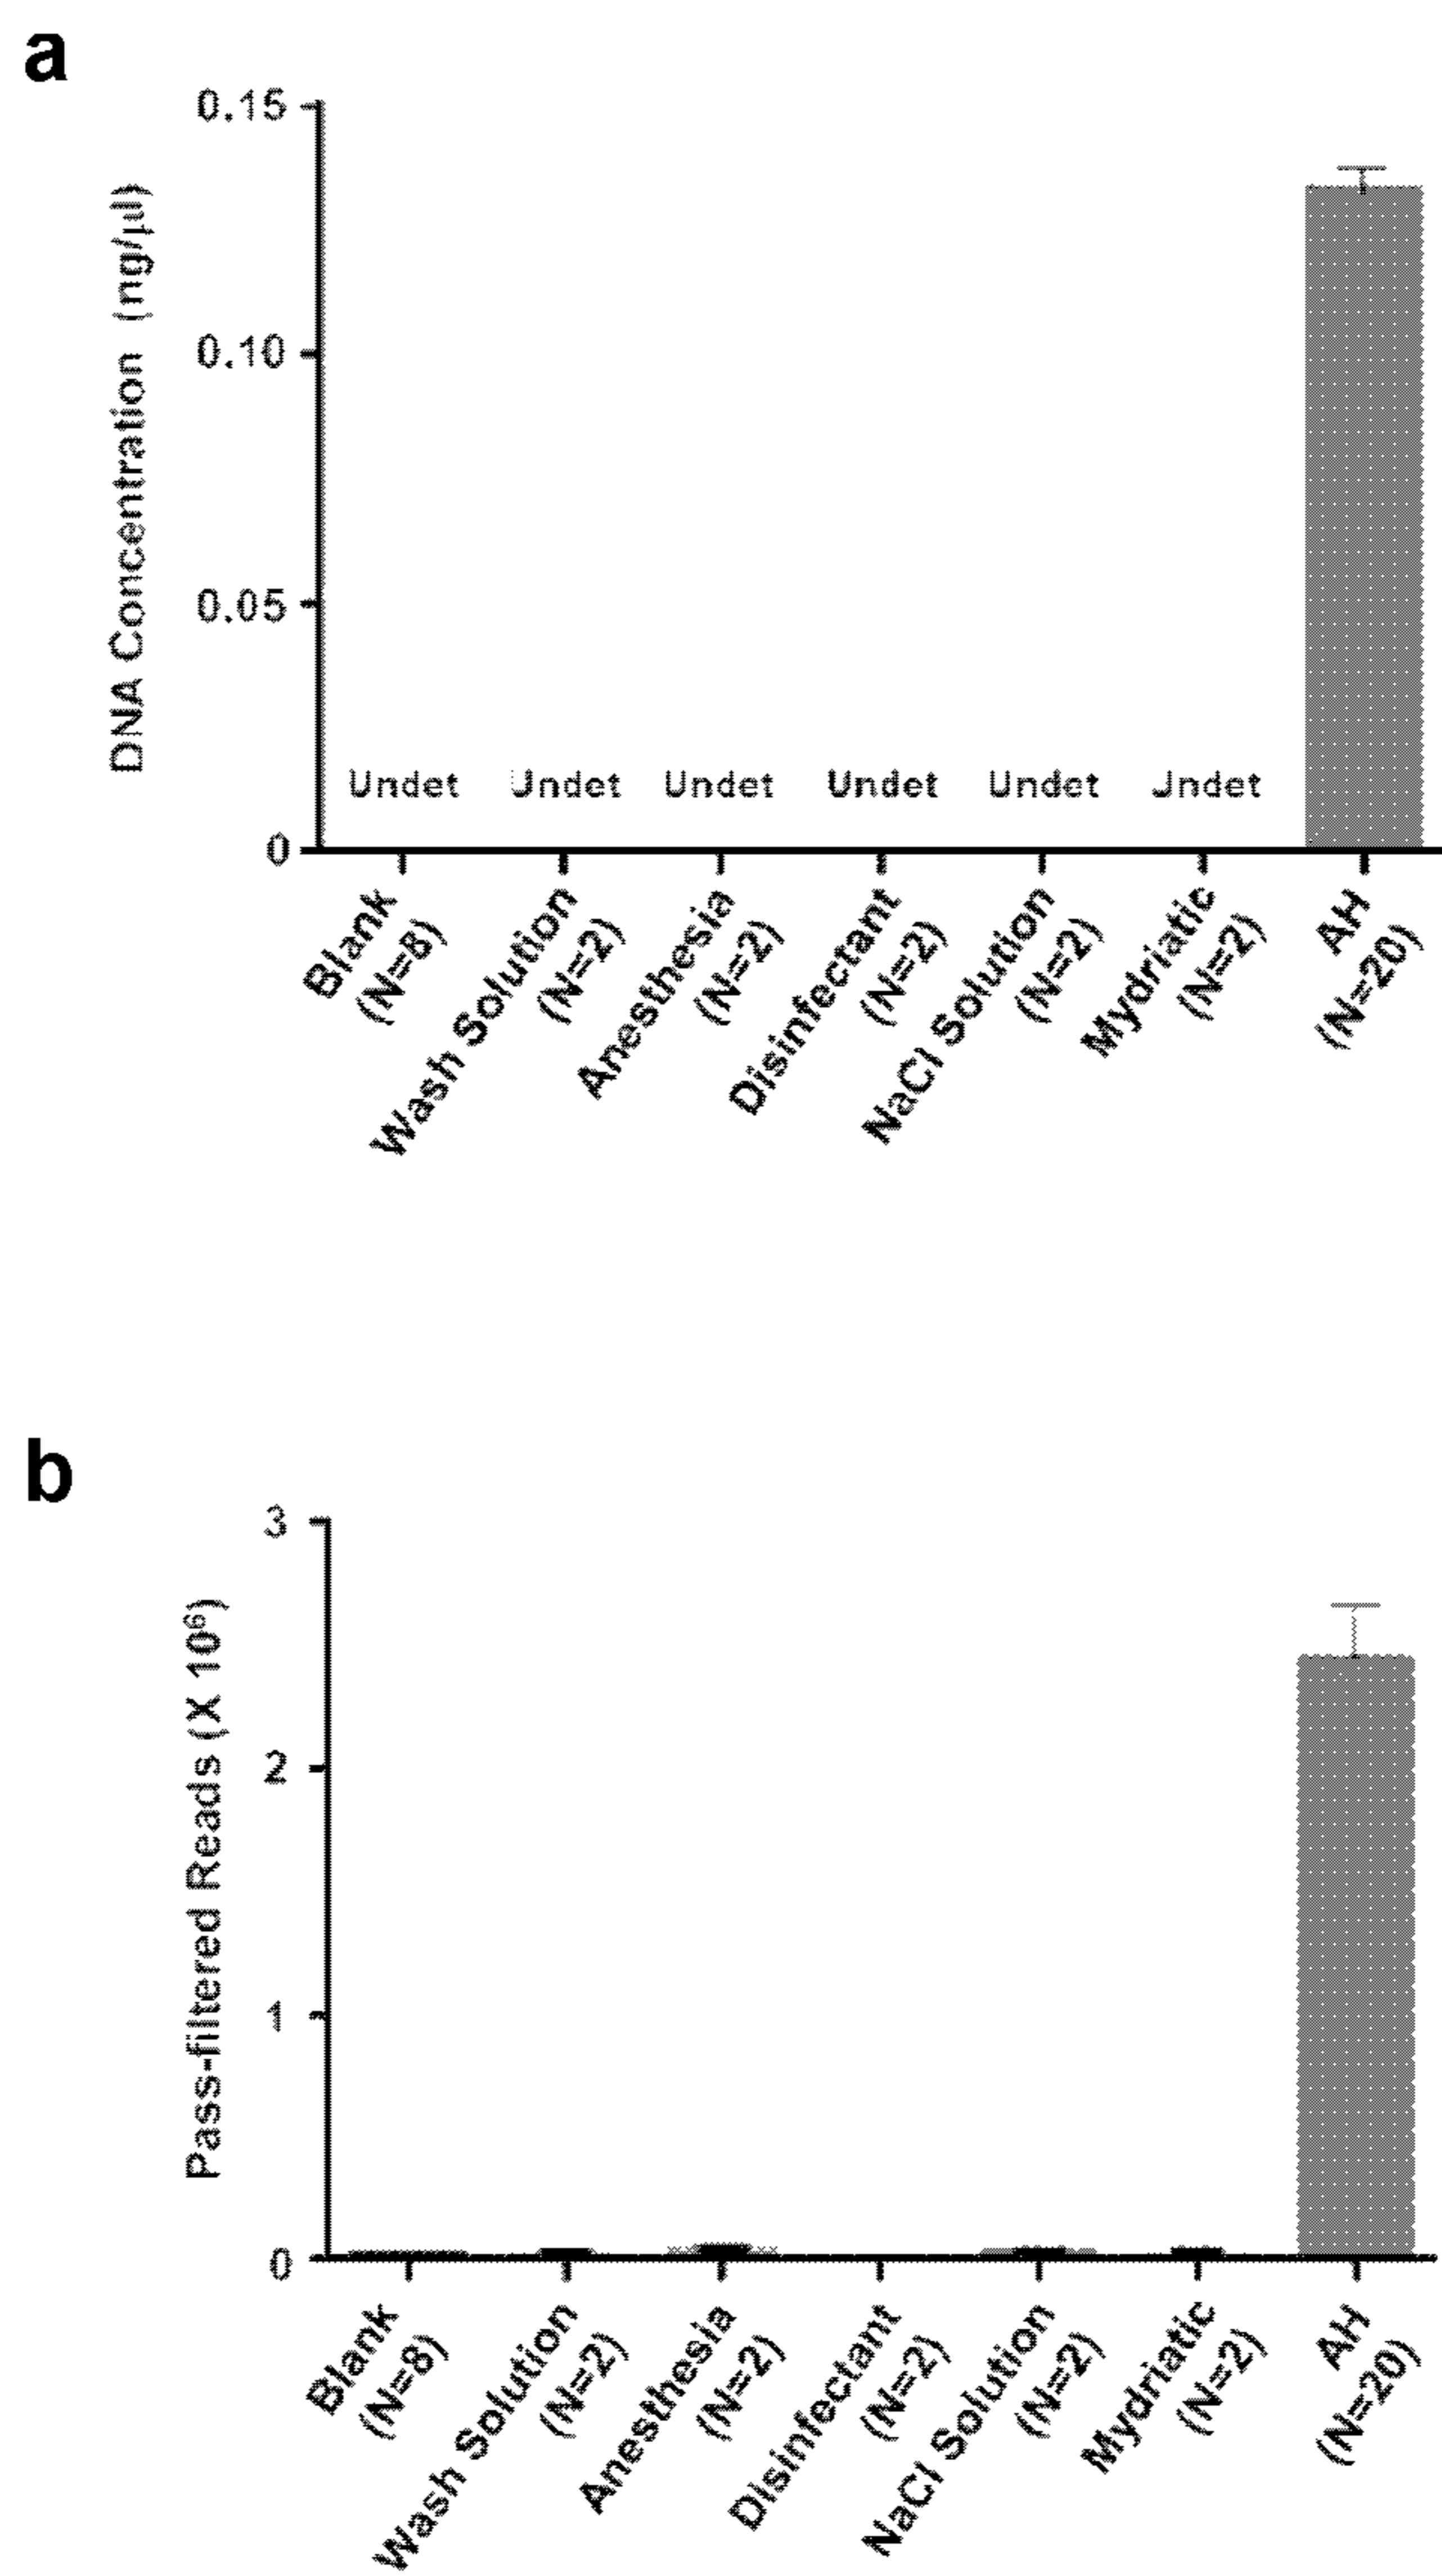 a
0.15
0.10
0.05
0
DNA Concentration (ng/µl)
Undet Undet Undet Undet Undet Undet
Blank
(N=8)
Wash Solution
(N=2)
Anesthesia
(N=2)
Disinfectant
(N=2)
NaCl Solution
(N=2)
Mydriatic
(N=2)
AH
(N=20)
b
3
2
1
0
Pass-filtered Reads (X 10⁶)
Blank
(N=8)
Wash Solution
(N=2)
Anesthesia
(N=2)
Disinfectant
(N=2)
NaCl Solution
(N=2)
Mydriatic
(N=2)
AH
(N=20)